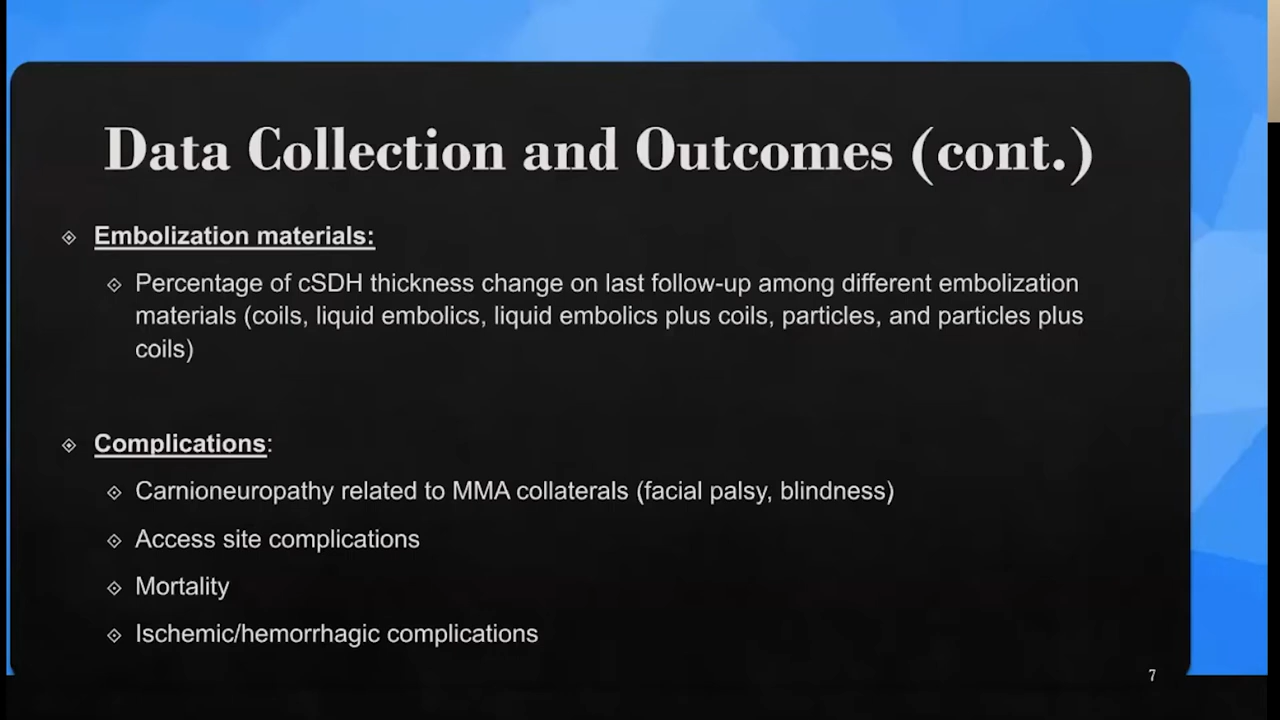 Data Collection and Outcomes (cont.)
Embolization materials:
Percentage of cSDH thickness change on last follow-up among different embolization
materials (coils, liquid embolics, liquid embolics plus coils, particles, and particles plus
coils)
Complications:
Carnioneuropathy related to MMA collaterals (facial palsy, blindness)
Access site complications
Mortality
Ischemic/hemorrhagic complications
7